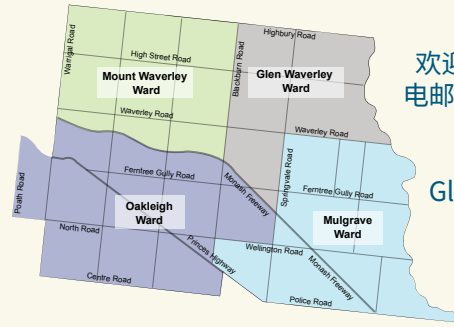 Highbury Road
Warrigal Road
High Street Road
Blackburn Road
Mount Waverley
Ward
Glen Waverley
Ward
欢迎
电邮
Waverley Road
Waverley Road
Gl
Poath Road
Ferntree Gully Road
Monash Freeway
Springvale Road
Ferntree Gully Road
Oakleigh
Ward
Mulgrave
Ward
North Road
Princes Highway
Wellington Road
Monash Freeway
Centre Road
Police Road